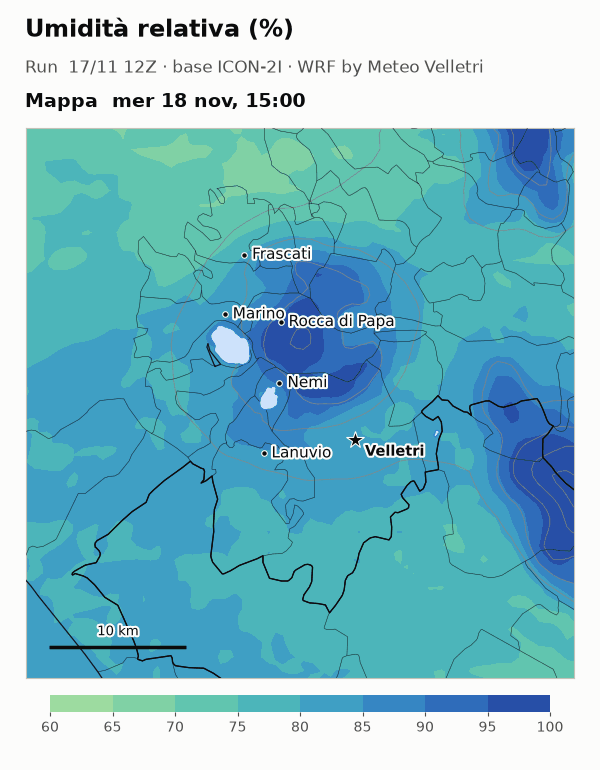 Umidità relativa (%)
Run  17/11 12Z · base ICON-2I · WRF by Meteo Velletri
Mappa  mer 18 nov, 15:00
Frascati
Marino
Rocca di Papa
Nemi
Velletri
Lanuvio
10 km
60 65 70 75 80 85 90 95 100